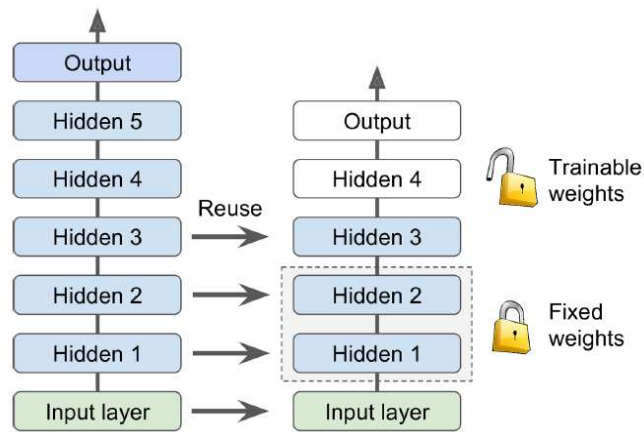 Output
Hidden 5
Hidden 4
Hidden 3
Hidden 2
Hidden 1
Input layer
Reuse
Output
Hidden 4
Hidden 3
Hidden 2
Hidden 1
Input layer
Trainable
weights
Fixed
weights